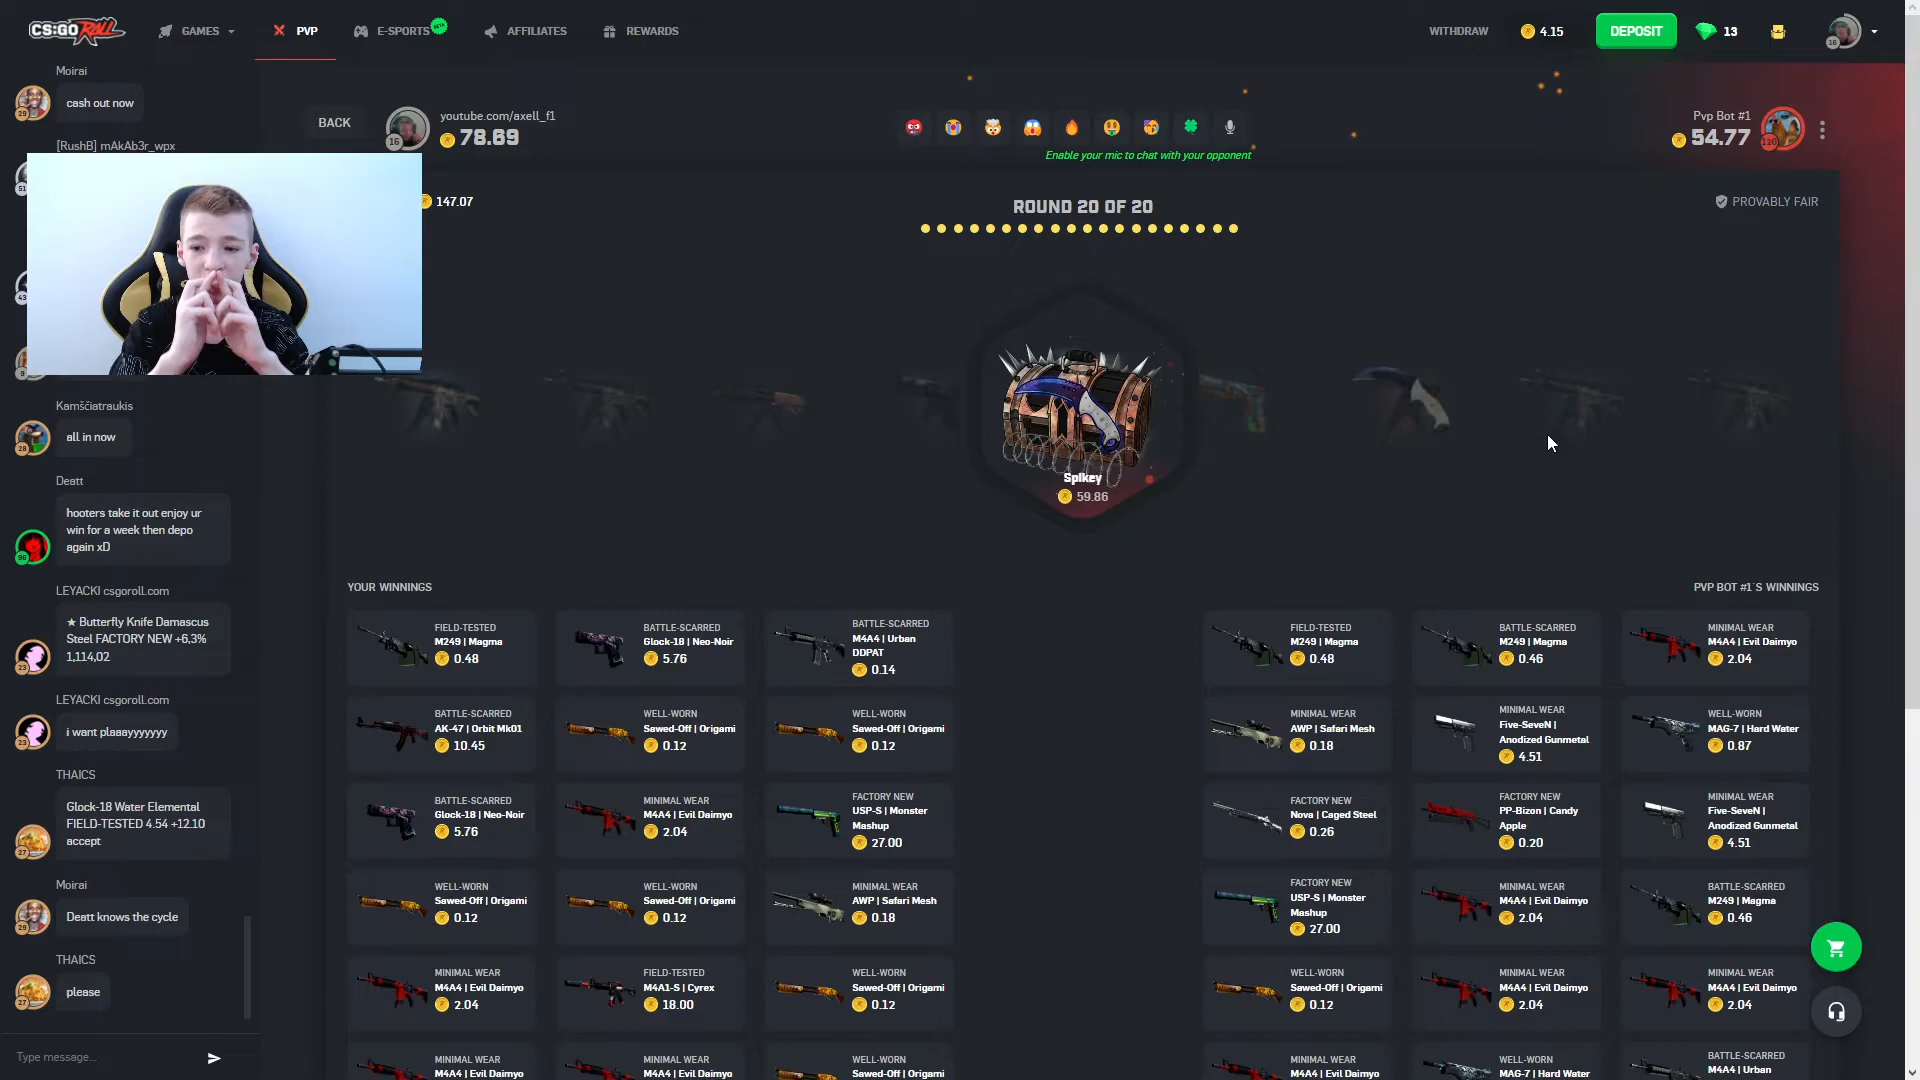 CS:GO ROLL
GAMES
PVP
E-SPORTS
BETA
AFFILIATES
REWARDS
WITHDRAW
4.15
DEPOSIT
13
16
Moirai
29
cash out now
[RushB] mAkAb3r_wpx
51
43
9
Kamščiatraukis
28
all in now
Deatt
hooters take it out enjoy ur
win for a week then depo
again xD
LEYACKI csgoroll.com
★ Butterfly Knife Damascus
Steel FACTORY NEW +6,3%
1,114,02
23
LEYACKI csgoroll.com
23
i want plaaayyyyyyy
THAICS
Glock-18 Water Elemental
FIELD-TESTED 4.54 +12.10
accept
27
Moirai
29
Deatt knows the cycle
THAICS
27
please
Type message...
BACK
16
youtube.com/axell_f1
78.69
Enable your mic to chat with your opponent
Pvp Bot #1
54.77
120
147.07
ROUND 20 OF 20
PROVABLY FAIR
Spikey
59.86
YOUR WINNINGS
FIELD-TESTED
M249 | Magma
0.48
BATTLE-SCARRED
Glock-18 | Neo-Noir
5.76
BATTLE-SCARRED
M4A4 | Urban
DDPAT
0.14
BATTLE-SCARRED
AK-47 | Orbit Mk01
10.45
WELL-WORN
Sawed-Off | Origami
0.12
WELL-WORN
Sawed-Off | Origami
0.12
BATTLE-SCARRED
Glock-18 | Neo-Noir
5.76
MINIMAL WEAR
M4A4 | Evil Daimyo
2.04
FACTORY NEW
USP-S | Monster
Mashup
27.00
WELL-WORN
Sawed-Off | Origami
0.12
WELL-WORN
Sawed-Off | Origami
0.12
MINIMAL WEAR
AWP | Safari Mesh
0.18
MINIMAL WEAR
M4A4 | Evil Daimyo
2.04
FIELD-TESTED
M4A1-S | Cyrex
18.00
WELL-WORN
Sawed-Off | Origami
0.12
MINIMAL WEAR
M4A4 | Evil Daimyo
MINIMAL WEAR
M4A4 | Evil Daimyo
WELL-WORN
Sawed-Off | Origami
PVP BOT #1`S WINNINGS
FIELD-TESTED
M249 | Magma
0.48
BATTLE-SCARRED
M249 | Magma
0.46
MINIMAL WEAR
M4A4 | Evil Daimyo
2.04
MINIMAL WEAR
AWP | Safari Mesh
0.18
MINIMAL WEAR
Five-SeveN |
Anodized Gunmetal
4.51
WELL-WORN
MAG-7 | Hard Water
0.87
FACTORY NEW
Nova | Caged Steel
0.26
FACTORY NEW
PP-Bizon | Candy
Apple
0.20
MINIMAL WEAR
Five-SeveN |
Anodized Gunmetal
4.51
FACTORY NEW
USP-S | Monster
Mashup
27.00
MINIMAL WEAR
M4A4 | Evil Daimyo
2.04
BATTLE-SCARRED
M249 | Magma
0.46
WELL-WORN
Sawed-Off | Origami
0.12
MINIMAL WEAR
M4A4 | Evil Daimyo
2.04
MINIMAL WEAR
M4A4 | Evil Daimyo
2.04
MINIMAL WEAR
M4A4 | Evil Daimyo
WELL-WORN
MAG-7 | Hard Water
BATTLE-SCARRED
M4A4 | Urban